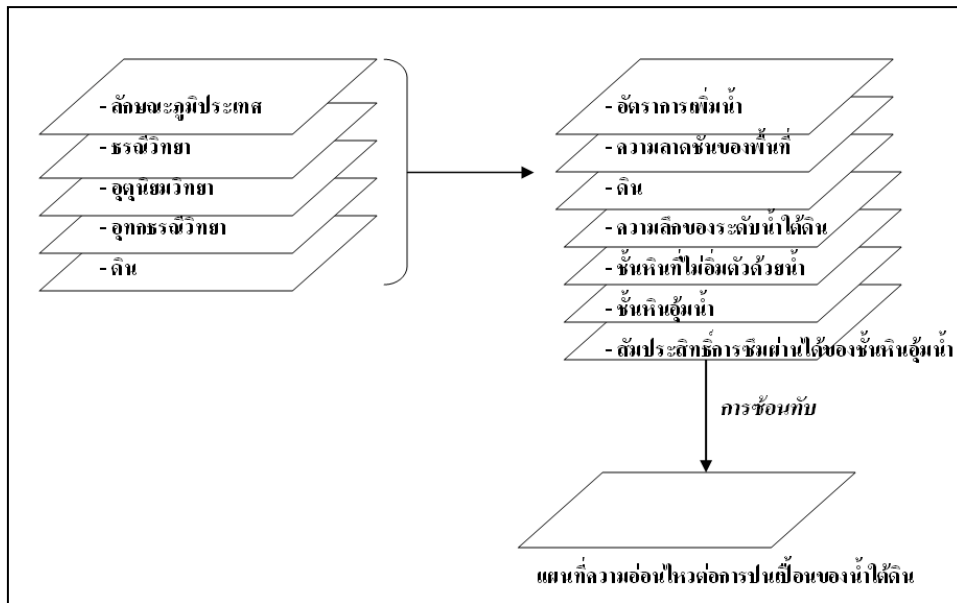 - ลักษณะภูมิประเทศ
- ธรณีวิทยา
- อุตุนิยมวิทยา
- อุทกธรณีวิทยา
- ดิน
- อัตราการเพิ่มน้ำ
- ความลาดชันของพื้นที่
- ดิน
- ความลึกของระดับน้ำใต้ดิน
- ชั้นหินที่ไม่อิ่มตัวด้วยน้ำ
- ชั้นหินอุ้มน้ำ
- สัมประสิทธิ์การซึมผ่านได้ของชั้นหินอุ้มน้ำ
การซ้อนทับ
แผนที่ความอ่อนไหวต่อการปนเปื้อนของน้ำใต้ดิน